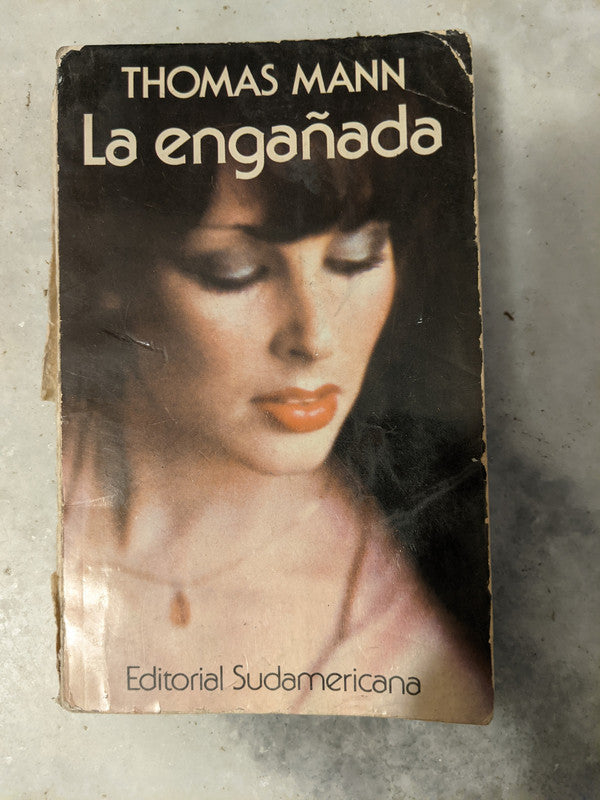 THOMAS MANN
La engañada
Editorial Sudamericana